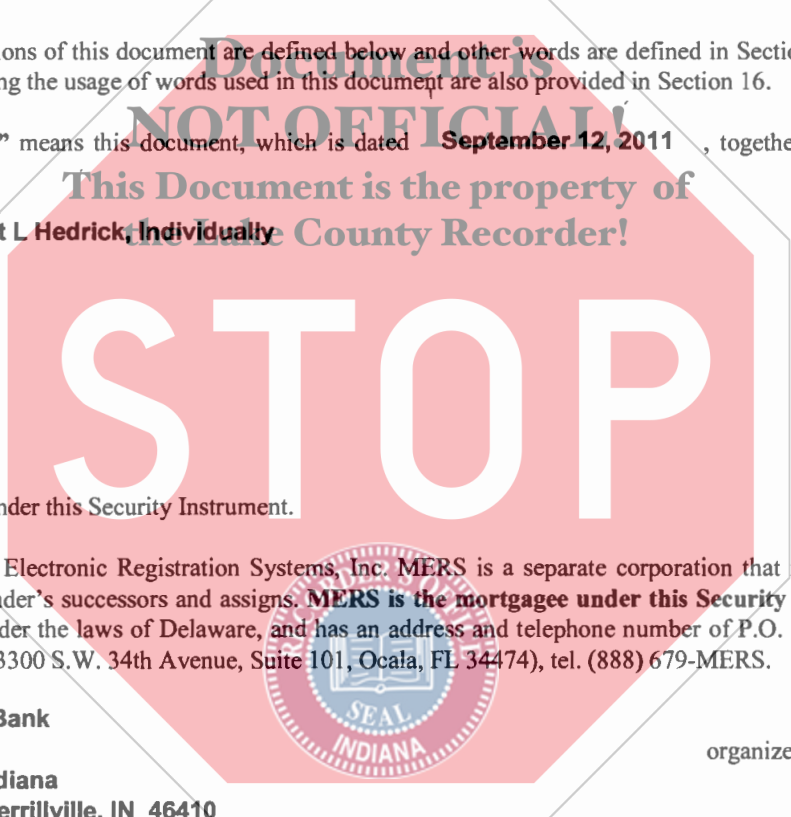 ions of this document are defined below and other words are defined in Sectio
Document is
ng the usage of words used in this document are also provided in Section 16.
NOT OFFICIAL!
” means this document, which is dated September 12, 2011 , togethe
This Document is the property of
t L Hedrick, Individually
the Lake County Recorder!
STOP
nder this Security Instrument.
Electronic Registration Systems, Inc. MERS is a separate corporation that
nder’s successors and assigns. MERS is the mortgagee under this Security
der the laws of Delaware, and has an address and telephone number of P.O.
3300 S.W. 34th Avenue, Suite 101, Ocala, FL 34474), tel. (888) 679-MERS.
RECORDER'S OFFICE
SEAL
INDIANA
Bank
organize
diana
errillville, IN 46410